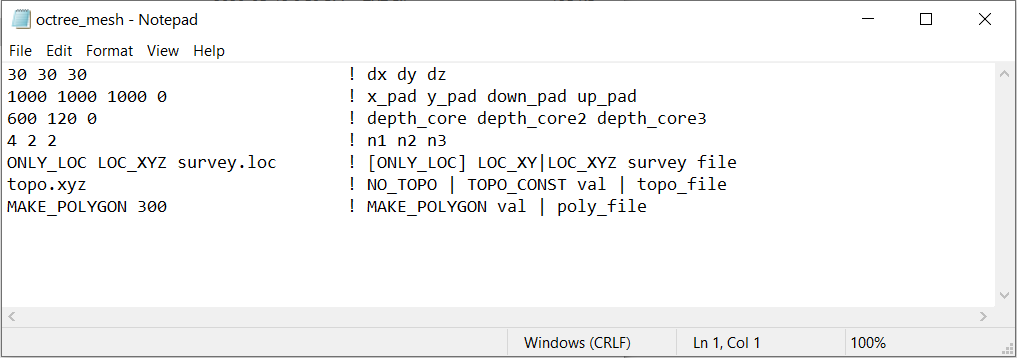 octree_mesh - Notepad
File Edit Format View Help
30 30 30 ! dx dy dz
1000 1000 1000 0 ! x_pad y_pad down_pad up_pad
600 120 0 ! depth_core depth_core2 depth_core3
4 2 2 ! n1 n2 n3
ONLY_LOC LOC_XYZ survey.loc ! [ONLY_LOC] LOC_XY|LOC_XYZ survey file
topo.xyz ! NO_TOPO | TOPO_CONST val | topo_file
MAKE_POLYGON 300 ! MAKE_POLYGON val | poly_file
Windows (CRLF) Ln 1, Col 1 100%